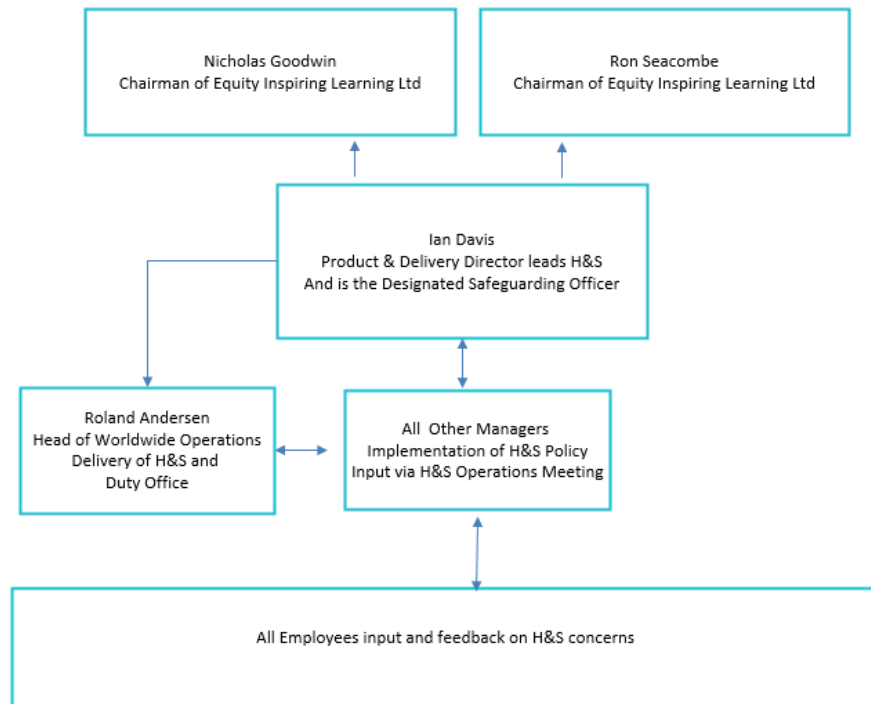 Nicholas Goodwin
Chairman of Equity Inspiring Learning Ltd
Ron Seacombe
Chairman of Equity Inspiring Learning Ltd
Ian Davis
Product & Delivery Director leads H&S
And is the Designated Safeguarding Officer
Roland Andersen
Head of Worldwide Operations
Delivery of H&S and
Duty Office
All Other Managers
Implementation of H&S Policy
Input via H&S Operations Meeting
All Employees input and feedback on H&S concerns